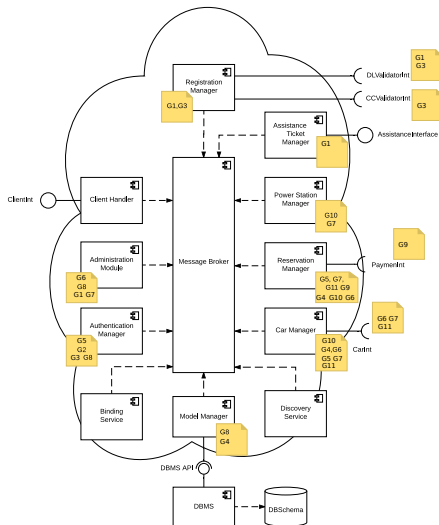 Registration
Manager
G1,G3
DLValidatorInt
G1
G3
CCValidatorInt
G3
Assistance
Ticket
Manager
G1
AssistanceInterface
ClientInt
Client Handler
Message Broker
Power Station
Manager
G10
G7
Administration
Module
G6
G8
G1 G7
Reservation
Manager
G5, G7,
G11 G9
G4 G10 G6
PaymenInt
G9
Authentication
Manager
G5
G2
G3 G8
Car Manager
G10
G4,G6
G5 G7
G11
CarInt
G6 G7
G11
Binding
Service
Model Manager
G8
G4
Discovery
Service
DBMS API
DBMS
DBSchema